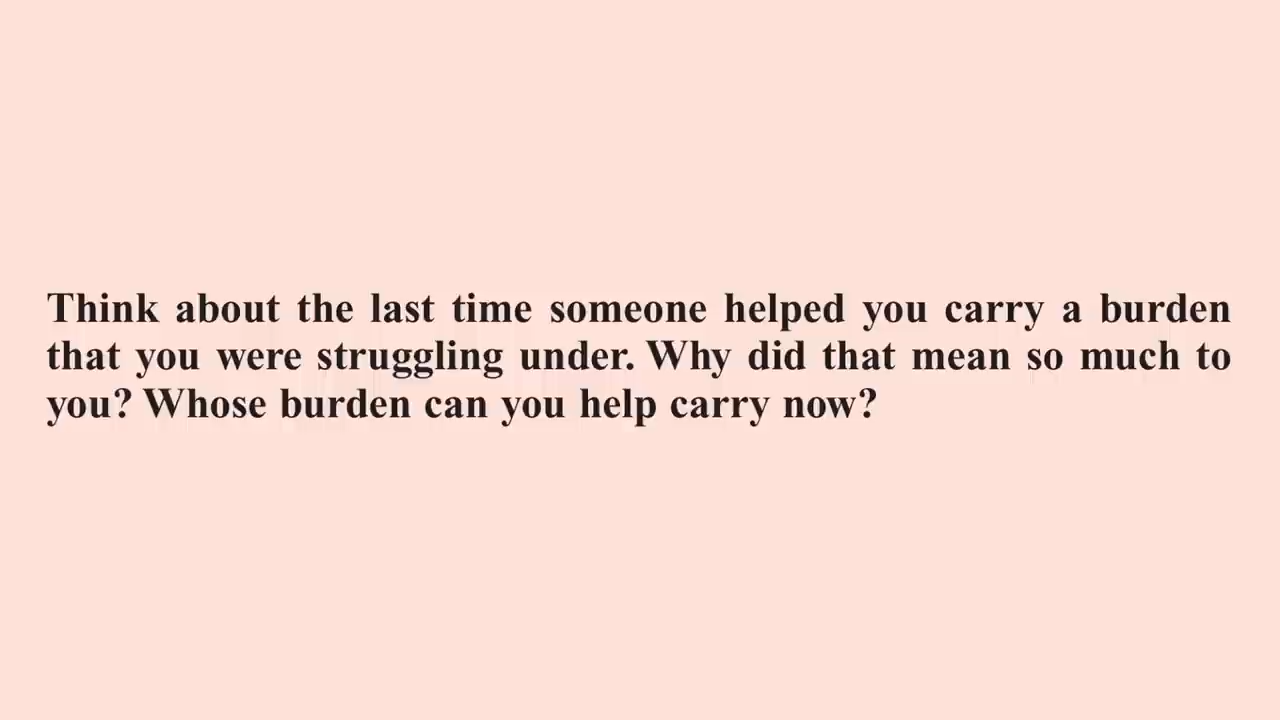 Think about the last time someone helped you carry a burden
that you were struggling under. Why did that mean so much to
you? Whose burden can you help carry now?